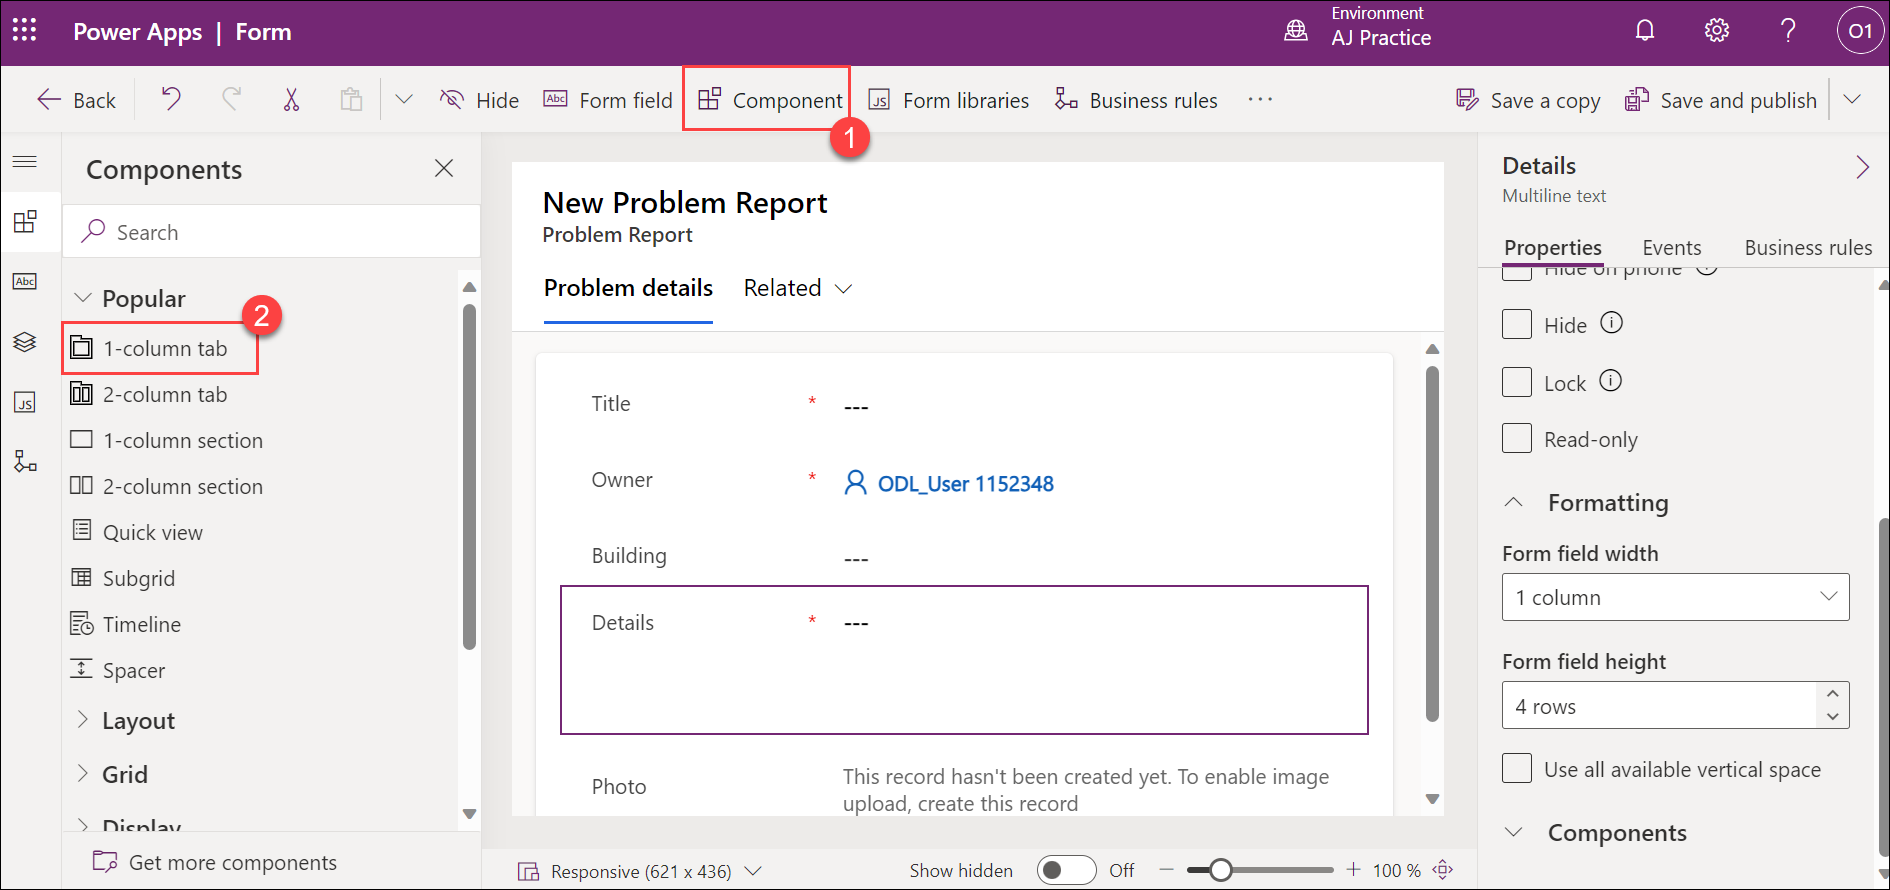 Power Apps | Form
Environment
AJ Practice
O1
Back
Hide
Abc
Form field
Component
JS
Form libraries
Business rules
...
Save a copy
Save and publish
1
Components
Search
Popular
2
1-column tab
2-column tab
1-column section
2-column section
Quick view
Subgrid
Timeline
Spacer
Layout
Grid
Display
Get more components
Abc
JS
New Problem Report
Problem Report
Problem details
Related
Title * ---
Owner * ODL_User 1152348
Building ---
Details * ---
Photo
This record hasn't been created yet. To enable image
upload, create this record
Responsive (621 x 436)
Show hidden
Off
100 %
Details
Multiline text
Properties
Events
Business rules
Hide on phone
Hide
Lock
Read-only
Formatting
Form field width
1 column
Form field height
4 rows
Use all available vertical space
Components